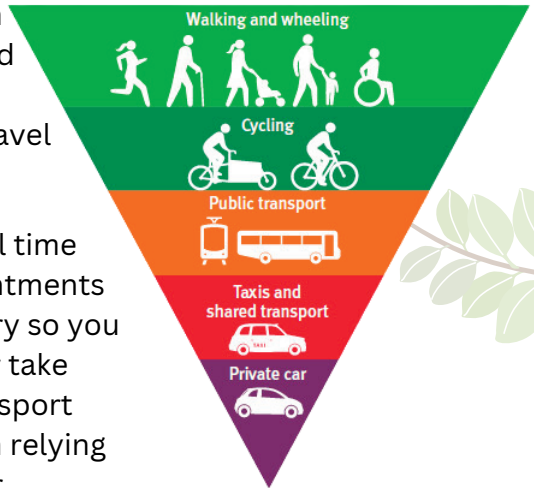 Walking and wheeling
Cycling
Public transport
Taxis and
shared transport
TAXI
Private car
avel
time
ntments
ry so you
take
sport
relying